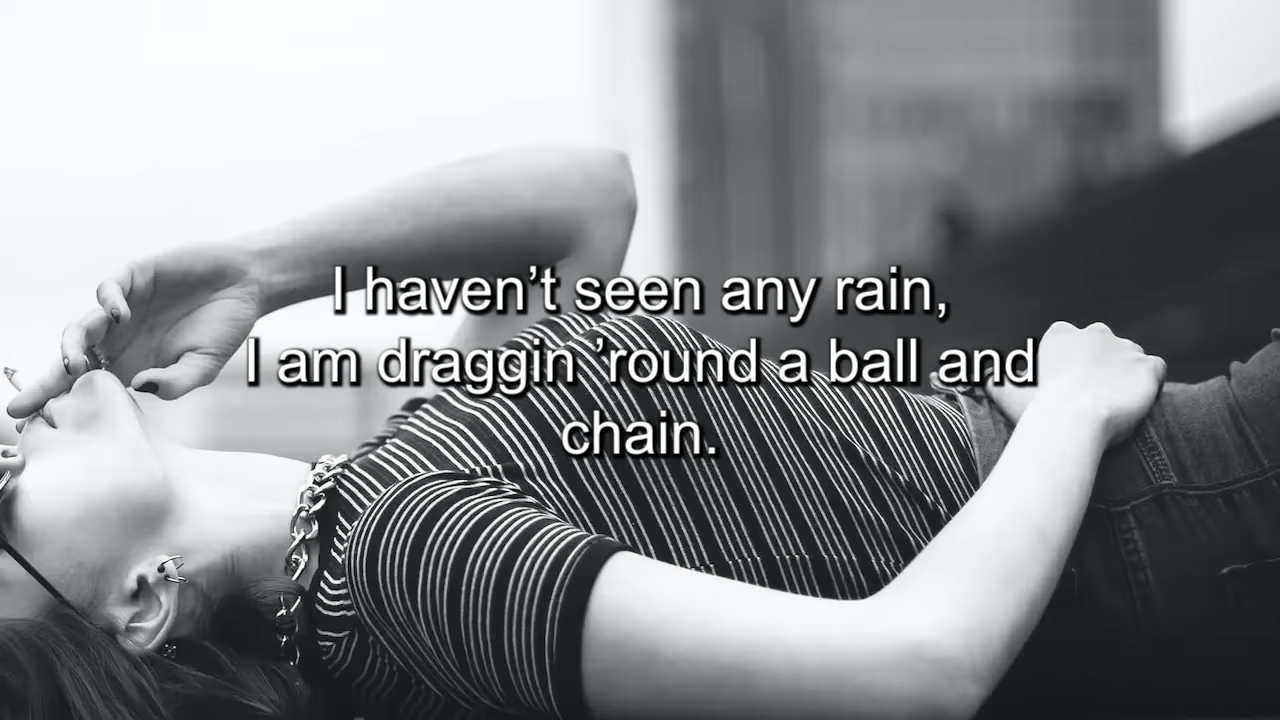 I haven’t seen any rain,
I am draggin ’round a ball and
chain.